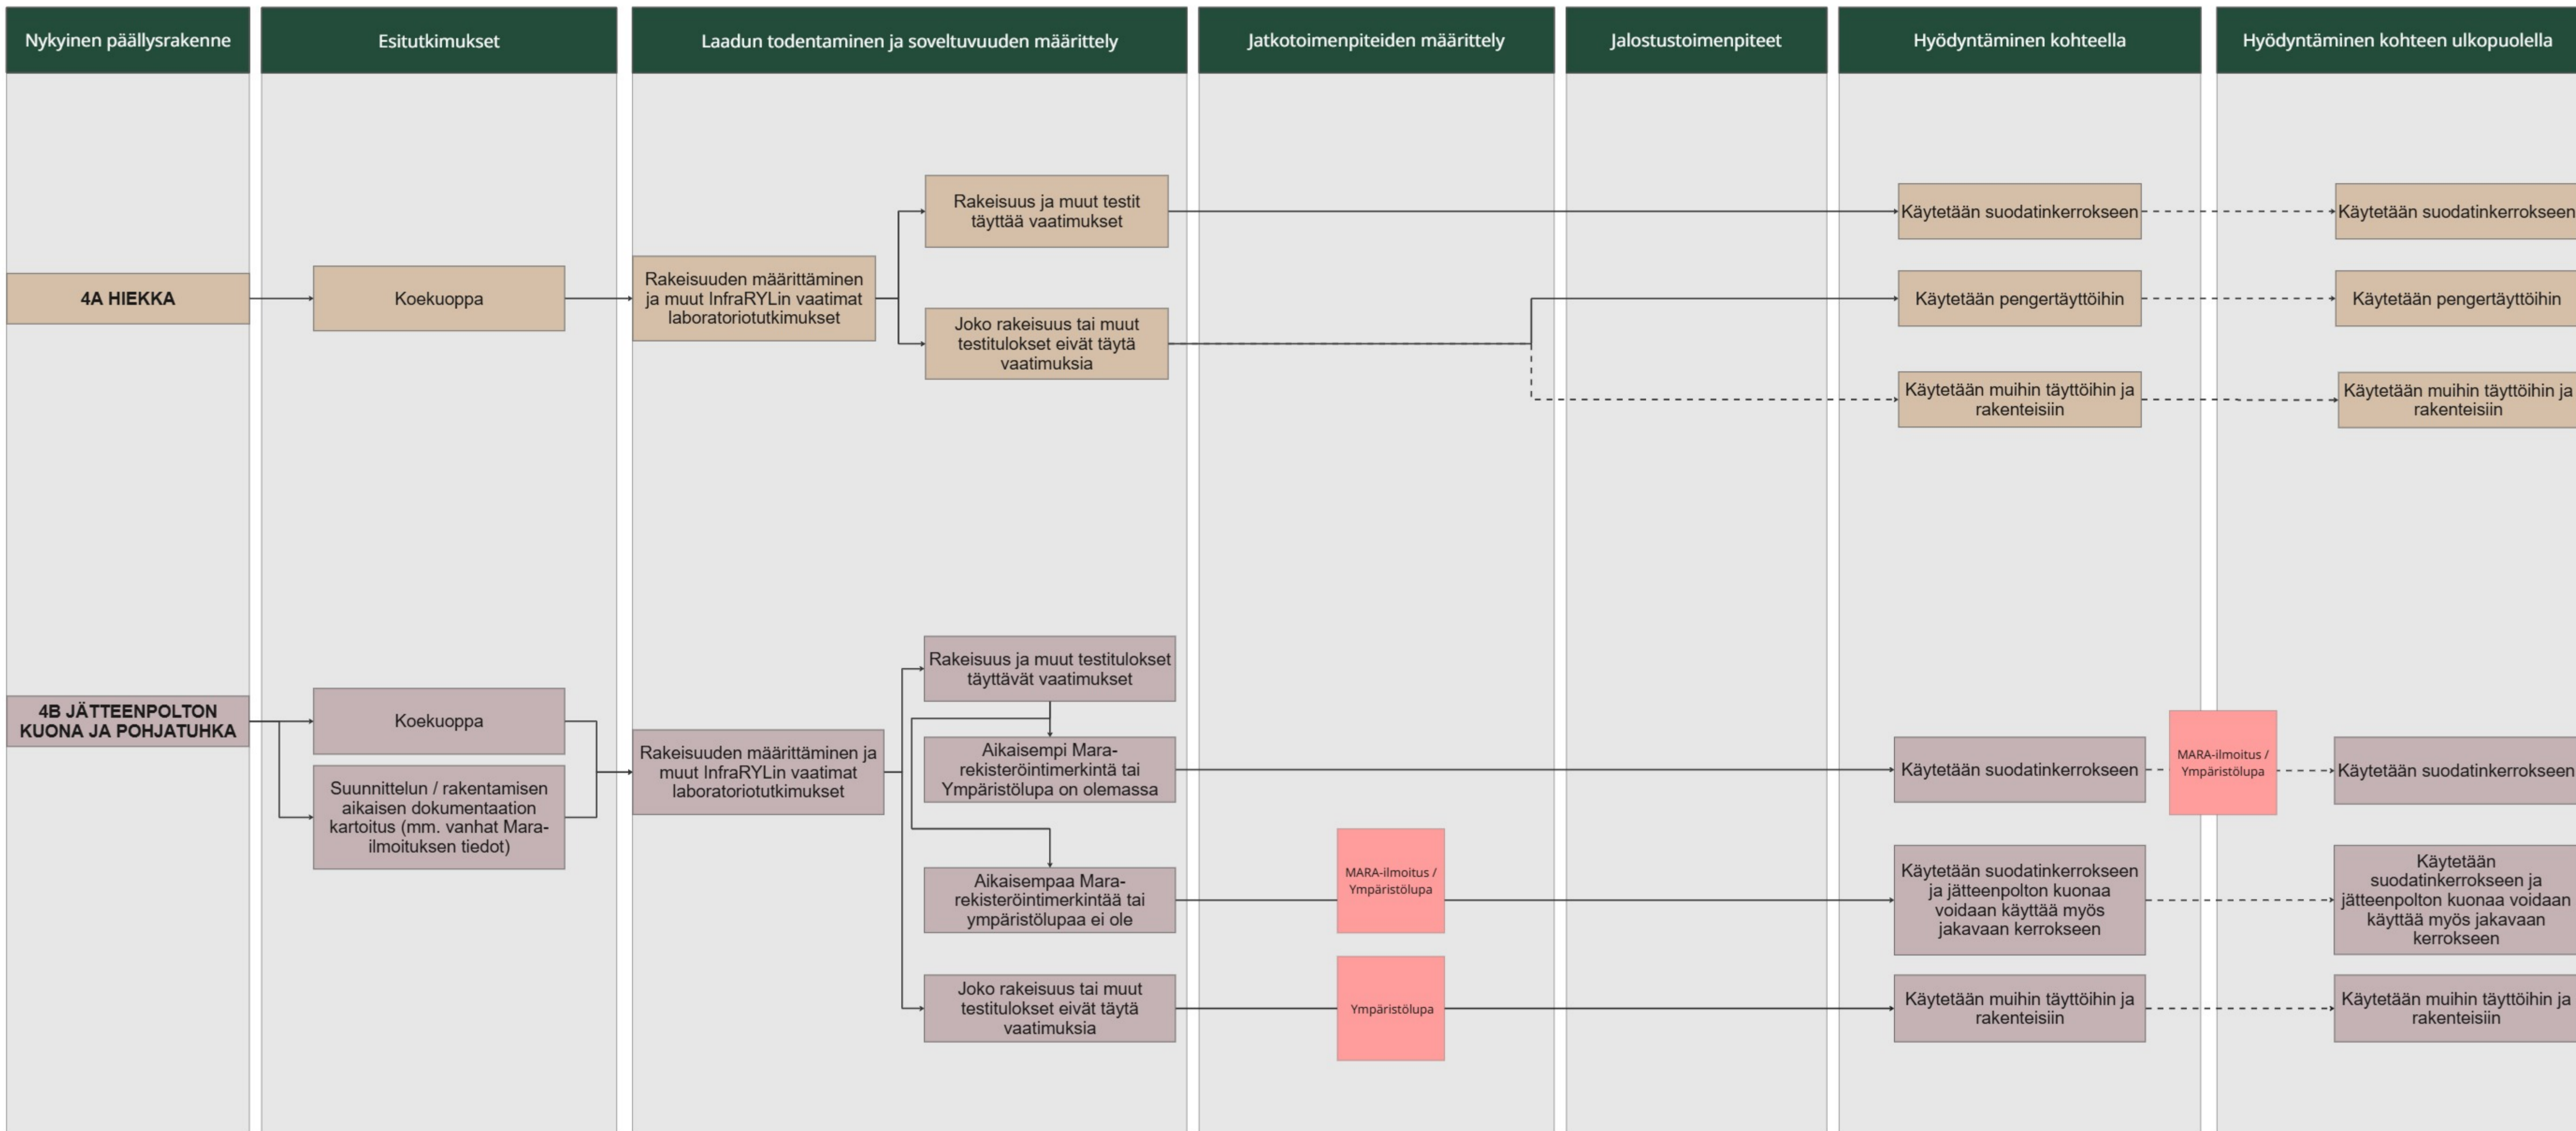 Nykyinen päällysrakenne
Esitutkimukset
Laadun todentaminen ja soveltuvuuden määrittely
Jatkotoimenpiteiden määrittely
Jalostustoimenpiteet
Hyödyntäminen kohteella
Hyödyntäminen kohteen ulkopuolella
4A HIEKKA
Koekuoppa
Rakeisuuden määrittäminen
ja muut InfraRYLin vaatimat
laboratoriotutkimukset
Rakeisuus ja muut testit
täyttää vaatimukset
Joko rakeisuus tai muut
testitulokset eivät täytä
vaatimuksia
Käytetään suodatinkerrokseen
Käytetään suodatinkerrokseen
Käytetään pengertäyttöihin
Käytetään pengertäyttöihin
Käytetään muihin täyttöihin ja
rakenteisiin
Käytetään muihin täyttöihin ja
rakenteisiin
4B JÄTTEENPOLTON
KUONA JA POHJATUHKA
Koekuoppa
Suunnittelun / rakentamisen
aikaisen dokumentaation
kartoitus (mm. vanhat Mara-
ilmoituksen tiedot)
Rakeisuuden määrittäminen ja
muut InfraRYLin vaatimat
laboratoriotutkimukset
Rakeisuus ja muut testitulokset
täyttävät vaatimukset
Aikaisempi Mara-
rekisteröintimerkintä tai
Ympäristölupa on olemassa
Aikaisempaa Mara-
rekisteröintimerkintää tai
ympäristölupaa ei ole
Joko rakeisuus tai muut
testitulokset eivät täytä
vaatimuksia
MARA-ilmoitus /
Ympäristölupa
Ympäristölupa
Käytetään suodatinkerrokseen
MARA-ilmoitus /
Ympäristölupa
Käytetään suodatinkerrokseen
Käytetään suodatinkerrokseen
ja jätteenpolton kuonaa
voidaan käyttää myös
jakavaan kerrokseen
Käytetään
suodatinkerrokseen ja
jätteenpolton kuonaa voidaan
käyttää myös jakavaan
kerrokseen
Käytetään muihin täyttöihin ja
rakenteisiin
Käytetään muihin täyttöihin ja
rakenteisiin